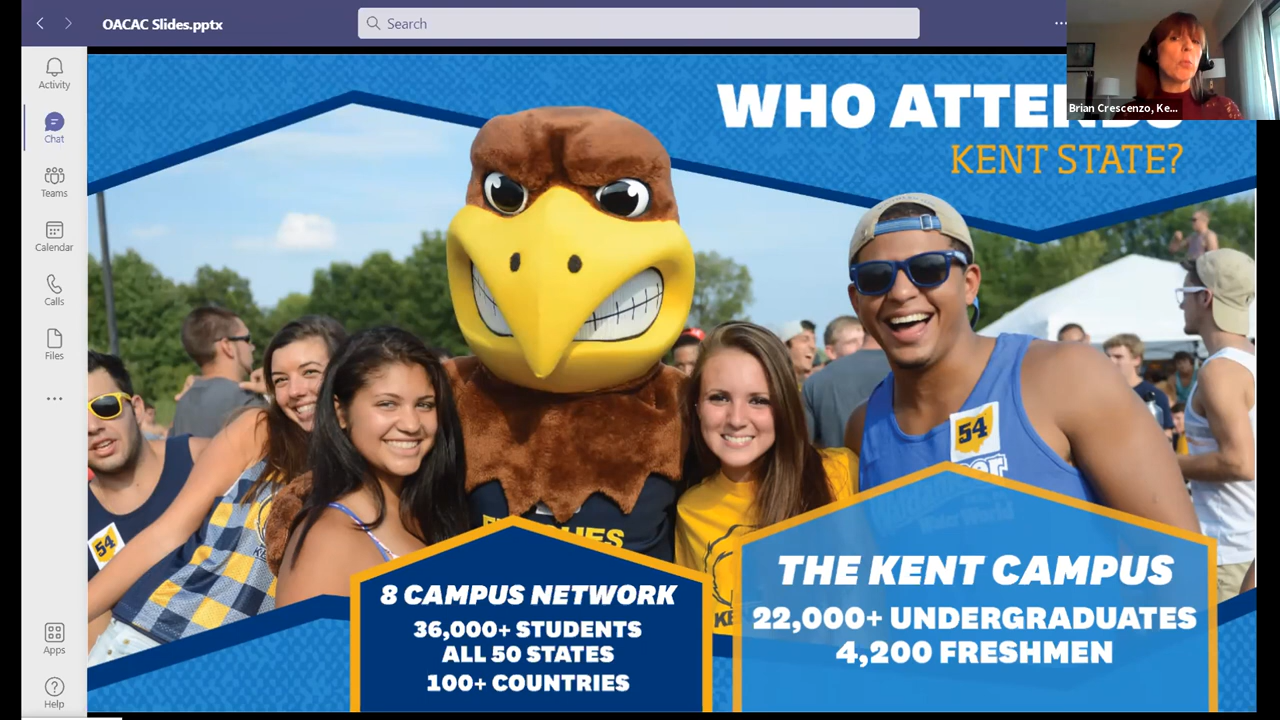 OACAC Slides.pptx
Search
Brian Crescenzo, Ke...
Activity
Chat
Teams
Calendar
Calls
Files
Apps
Help
WHO ATTENDS
KENT STATE?
54
54
8 CAMPUS NETWORK
36,000+ STUDENTS
ALL 50 STATES
100+ COUNTRIES
THE KENT CAMPUS
22,000+ UNDERGRADUATES
4,200 FRESHMEN